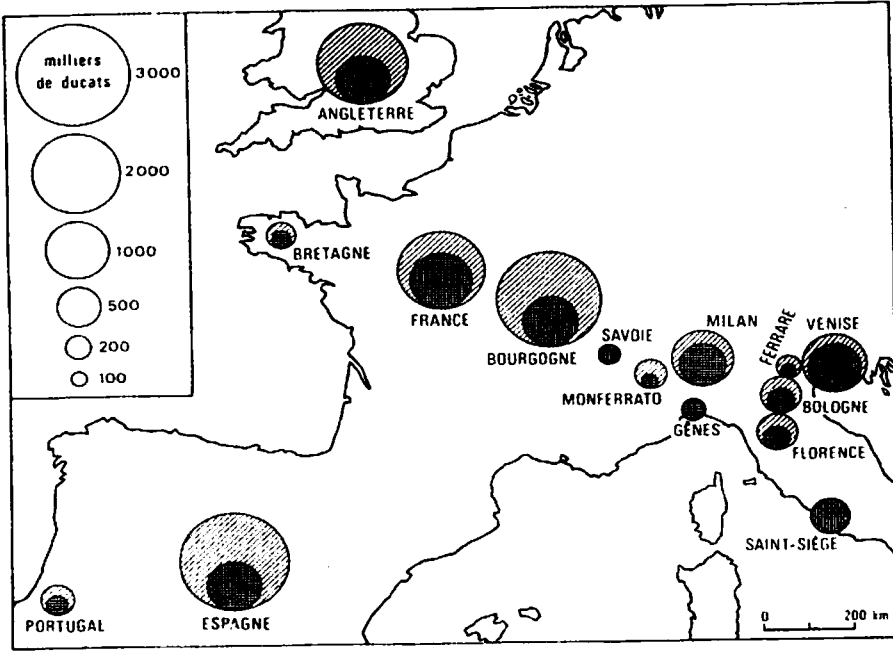 milliers
de ducats
3000
2000
1000
500
200
100
ANGLETERRE
BRETAGNE
FRANCE
BOURGOGNE
SAVOIE
MILAN
FERRARE
VENISE
MONFERRATO
GÊNES
BOLOGNE
FLORENCE
SAINT-SIÉGE
PORTUGAL
ESPAGNE
0 200 km